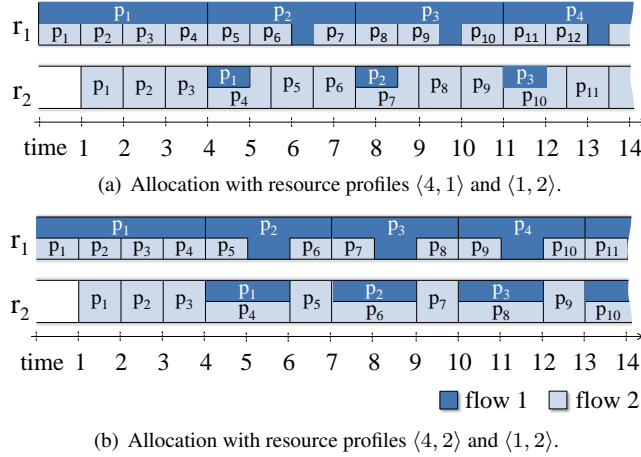 p₁ p₂ p₃ p₄
r₁ p₁ p₂ p₃ p₄ p₅ p₆ p₇ p₈ p₉ p₁₀ p₁₁ p₁₂
r₂ p₁ p₂ p₃ p₁ p₅ p₆ p₂ p₈ p₉ p₃ p₁₁
p₄ p₇ p₁₀
time 1 2 3 4 5 6 7 8 9 10 11 12 13 14
(a) Allocation with resource profiles ⟨4, 1⟩ and ⟨1, 2⟩.
p₁ p₂ p₃ p₄
r₁ p₁ p₂ p₃ p₄ p₅ p₆ p₇ p₈ p₉ p₁₀ p₁₁
r₂ p₁ p₂ p₃ p₁ p₅ p₂ p₇ p₃ p₉
p₄ p₆ p₈ p₁₀
time 1 2 3 4 5 6 7 8 9 10 11 12 13 14
flow 1 flow 2
(b) Allocation with resource profiles ⟨4, 2⟩ and ⟨1, 2⟩.